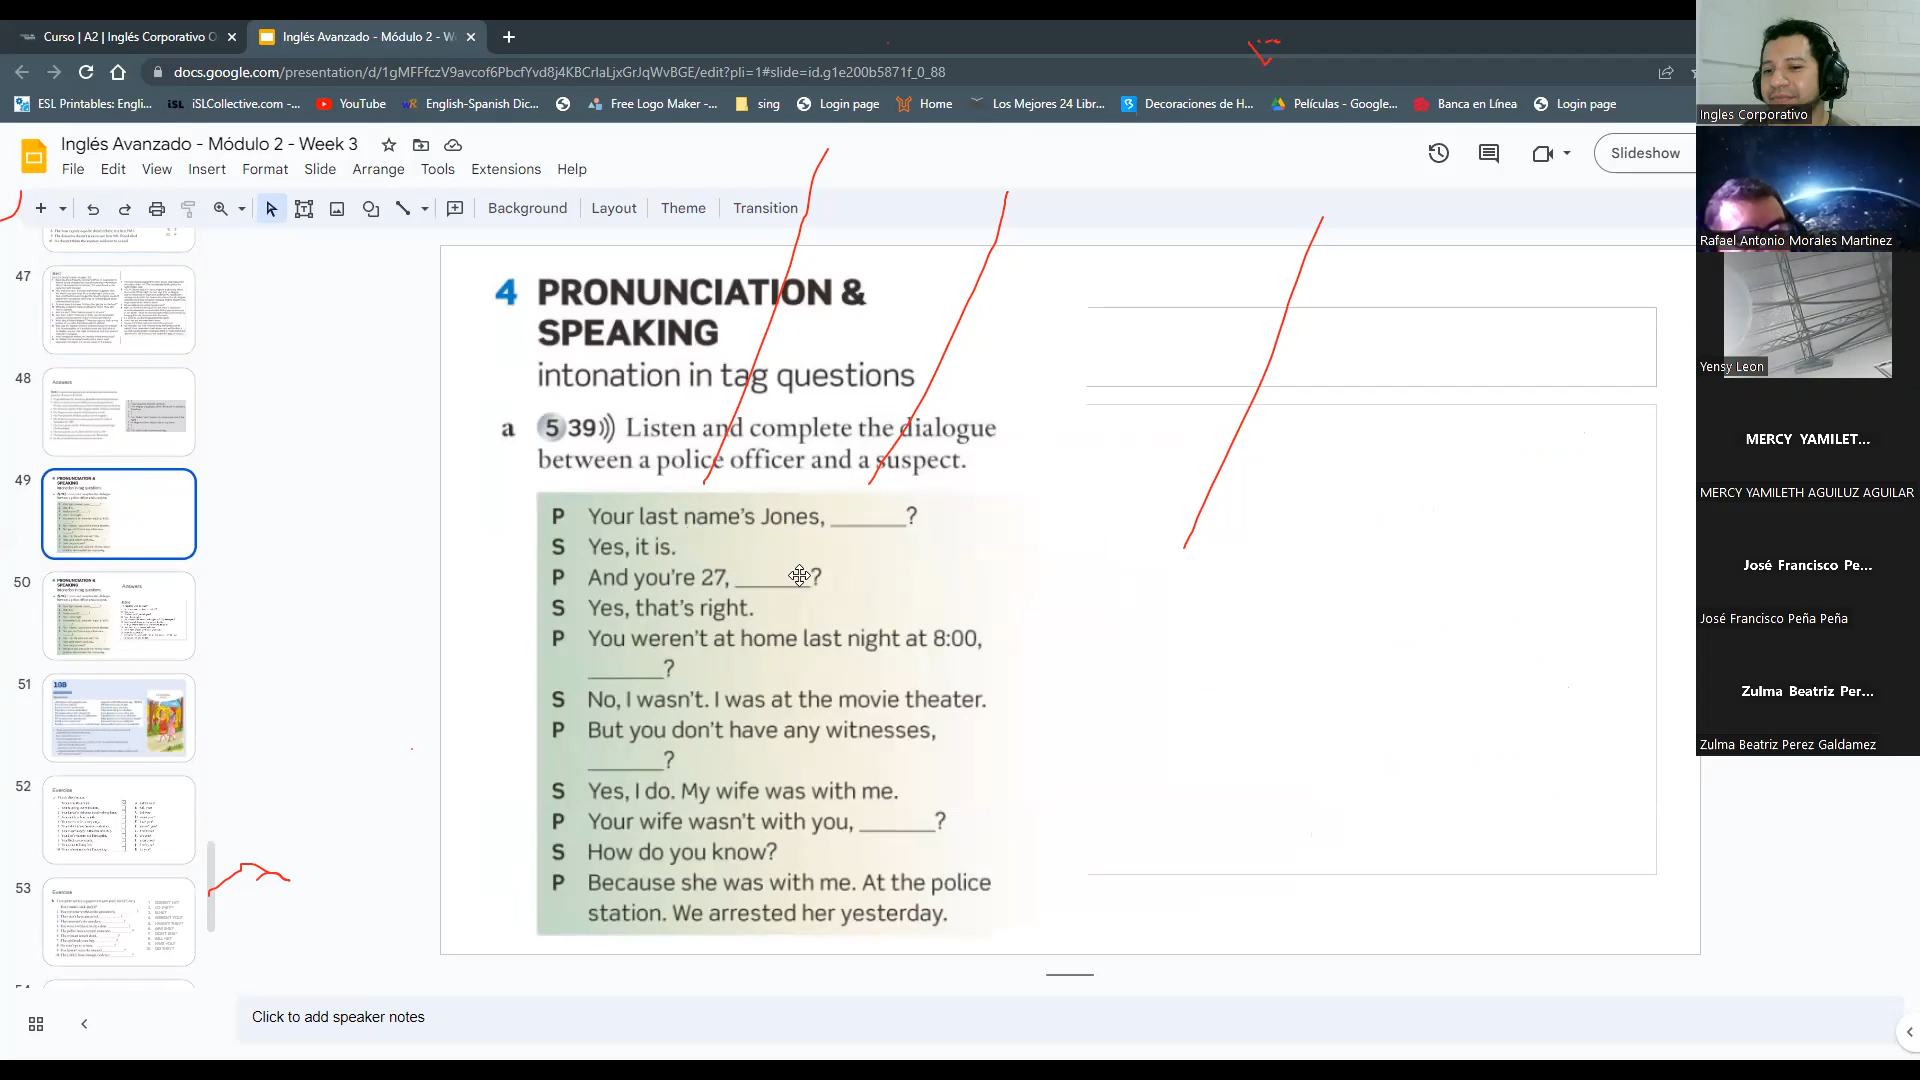 Curso | A2 | Inglés Corporativo O
Inglés Avanzado - Módulo 2 - W
docs.google.com/presentation/d/1gMFFfczV9avcof6PbcfYvd8j4KBCrIaLjxGrJqWvBGE/edit?pli=1#slide=id.g1e200b5871f_0_88
ESL Printables: Engli...
iSLCollective.com -...
YouTube
English-Spanish Dic...
Free Logo Maker -...
sing
Login page
Home
Los Mejores 24 Libr...
Decoraciones de H...
Películas - Google...
Banca en Línea
Login page
Inglés Avanzado - Módulo 2 - Week 3
File Edit View Insert Format Slide Arrange Tools Extensions Help
Slideshow
Background Layout Theme Transition
47
48
Answers
49
PRONUNCIATION &
SPEAKING
50
PRONUNCIATION &
SPEAKING
Answers
51
10B
52
Exercise
53
Exercise
4 PRONUNCIATION &
SPEAKING
intonation in tag questions
a 5 39))) Listen and complete the dialogue
between a police officer and a suspect.
P Your last name's Jones, _______?
S Yes, it is.
P And you're 27, _______?
S Yes, that's right.
P You weren't at home last night at 8:00,
_______?
S No, I wasn't. I was at the movie theater.
P But you don't have any witnesses,
_______?
S Yes, I do. My wife was with me.
P Your wife wasn't with you, _______?
S How do you know?
P Because she was with me. At the police
station. We arrested her yesterday.
Click to add speaker notes
Ingles Corporativo
Rafael Antonio Morales Martinez
Yensy Leon
MERCY YAMILET...
MERCY YAMILETH AGUILUZ AGUILAR
José Francisco Pe...
José Francisco Peña Peña
Zulma Beatriz Per...
Zulma Beatriz Perez Galdamez